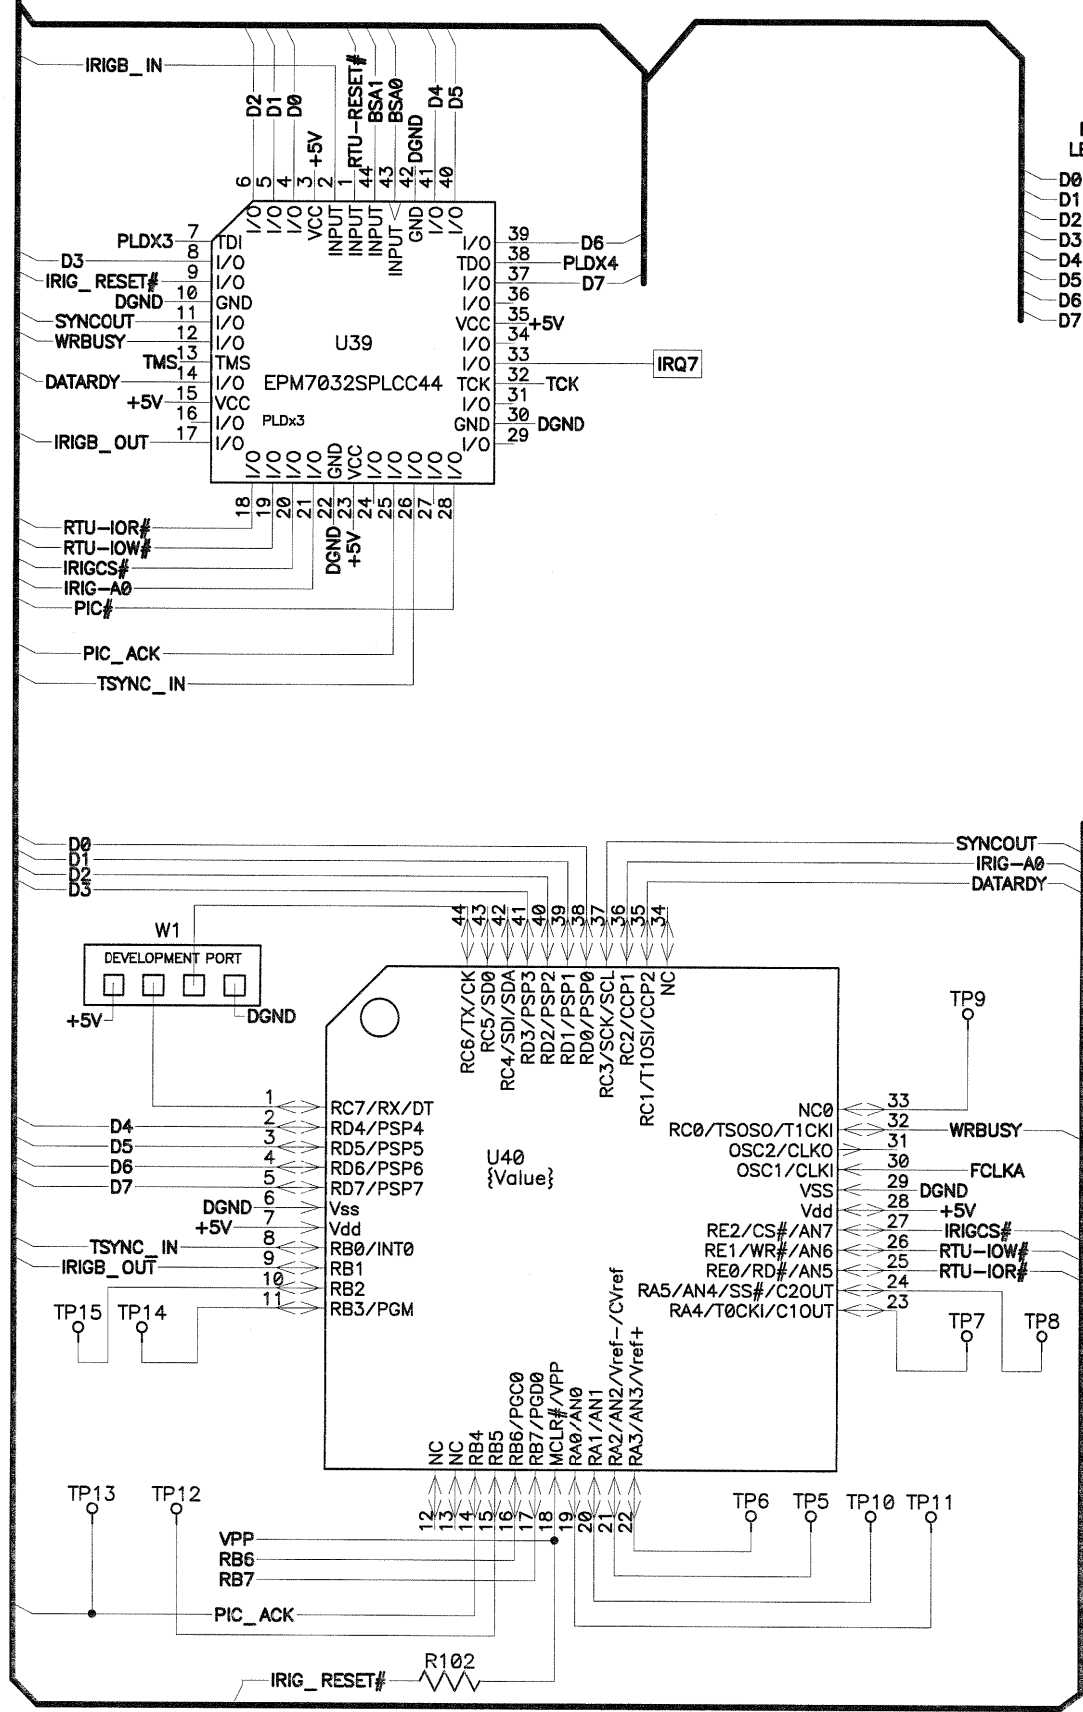 IRIGB_IN
D2
D1
D0
+5V
RTU-RESET#
BSA1
BSA0
DGND
D4
D5
6
5
4
3
2
1
44
43
42
41
40
I/O
I/O
I/O
VCC
INPUT
INPUT
INPUT
INPUT
GND
I/O
I/O
PLDX3 7 TDI
D3 8 I/O
IRIG_RESET# 9 I/O
DGND 10 GND
SYNCOUT 11 I/O
WRBUSY 12 I/O
TMS 13 TMS
DATARDY 14 I/O
+5V 15 VCC
16 I/O
IRIGB_OUT 17 I/O
U39
EPM7032SPLCC44
PLDx3
I/O 39 D6
TDO 38 PLDX4
I/O 37 D7
I/O 36
VCC 35 +5V
I/O 34
I/O 33 IRQ7
TCK 32 TCK
I/O 31
GND 30 DGND
I/O 29
I/O
I/O
I/O
I/O
GND
VCC
I/O
I/O
I/O
I/O
I/O
18
19
20
21
22
23
24
25
26
27
28
DGND
+5V
RTU-IOR#
RTU-IOW#
IRIGCS#
IRIG-A0
PIC#
PIC_ACK
TSYNC_IN
D0
D1
D2
D3
D4
D5
D6
D7
D0
D1
D2
D3
SYNCOUT
IRIG-A0
DATARDY
W1
DEVELOPMENT PORT
+5V
DGND
44
43
42
41
40
39
38
37
36
35
34
RC6/TX/CK
RC5/SD0
RC4/SDI/SDA
RD3/PSP3
RD2/PSP2
RD1/PSP1
RD0/PSP0
RC3/SCK/SCL
RC2/CCP1
RC1/T1OSI/CCP2
NC
TP9
1 RC7/RX/DT
D4 2 RD4/PSP4
D5 3 RD5/PSP5
D6 4 RD6/PSP6
D7 5 RD7/PSP7
DGND 6 Vss
+5V 7 Vdd
TSYNC_IN 8 RB0/INT0
IRIGB_OUT 9 RB1
10 RB2
11 RB3/PGM
TP15
TP14
U40
{Value}
NC0 33
RC0/TSOSO/T1CKI 32 WRBUSY
OSC2/CLKO 31
OSC1/CLKI 30 FCLKA
VSS 29 DGND
Vdd 28 +5V
RE2/CS#/AN7 27 IRIGCS#
RE1/WR#/AN6 26 RTU-IOW#
RE0/RD#/AN5 25 RTU-IOR#
RA5/AN4/SS#/C2OUT 24
RA4/T0CKI/C1OUT 23
TP7
TP8
NC
NC
RB4
RB5
RB6/PGC0
RB7/PGD0
MCLR#/VPP
RA0/AN0
RA1/AN1
RA2/AN2/Vref-/CVref
RA3/AN3/Vref+
12
13
14
15
16
17
18
19
20
21
22
TP13
TP12
TP6
TP5
TP10
TP11
VPP
RB6
RB7
PIC_ACK
R102
IRIG_RESET#